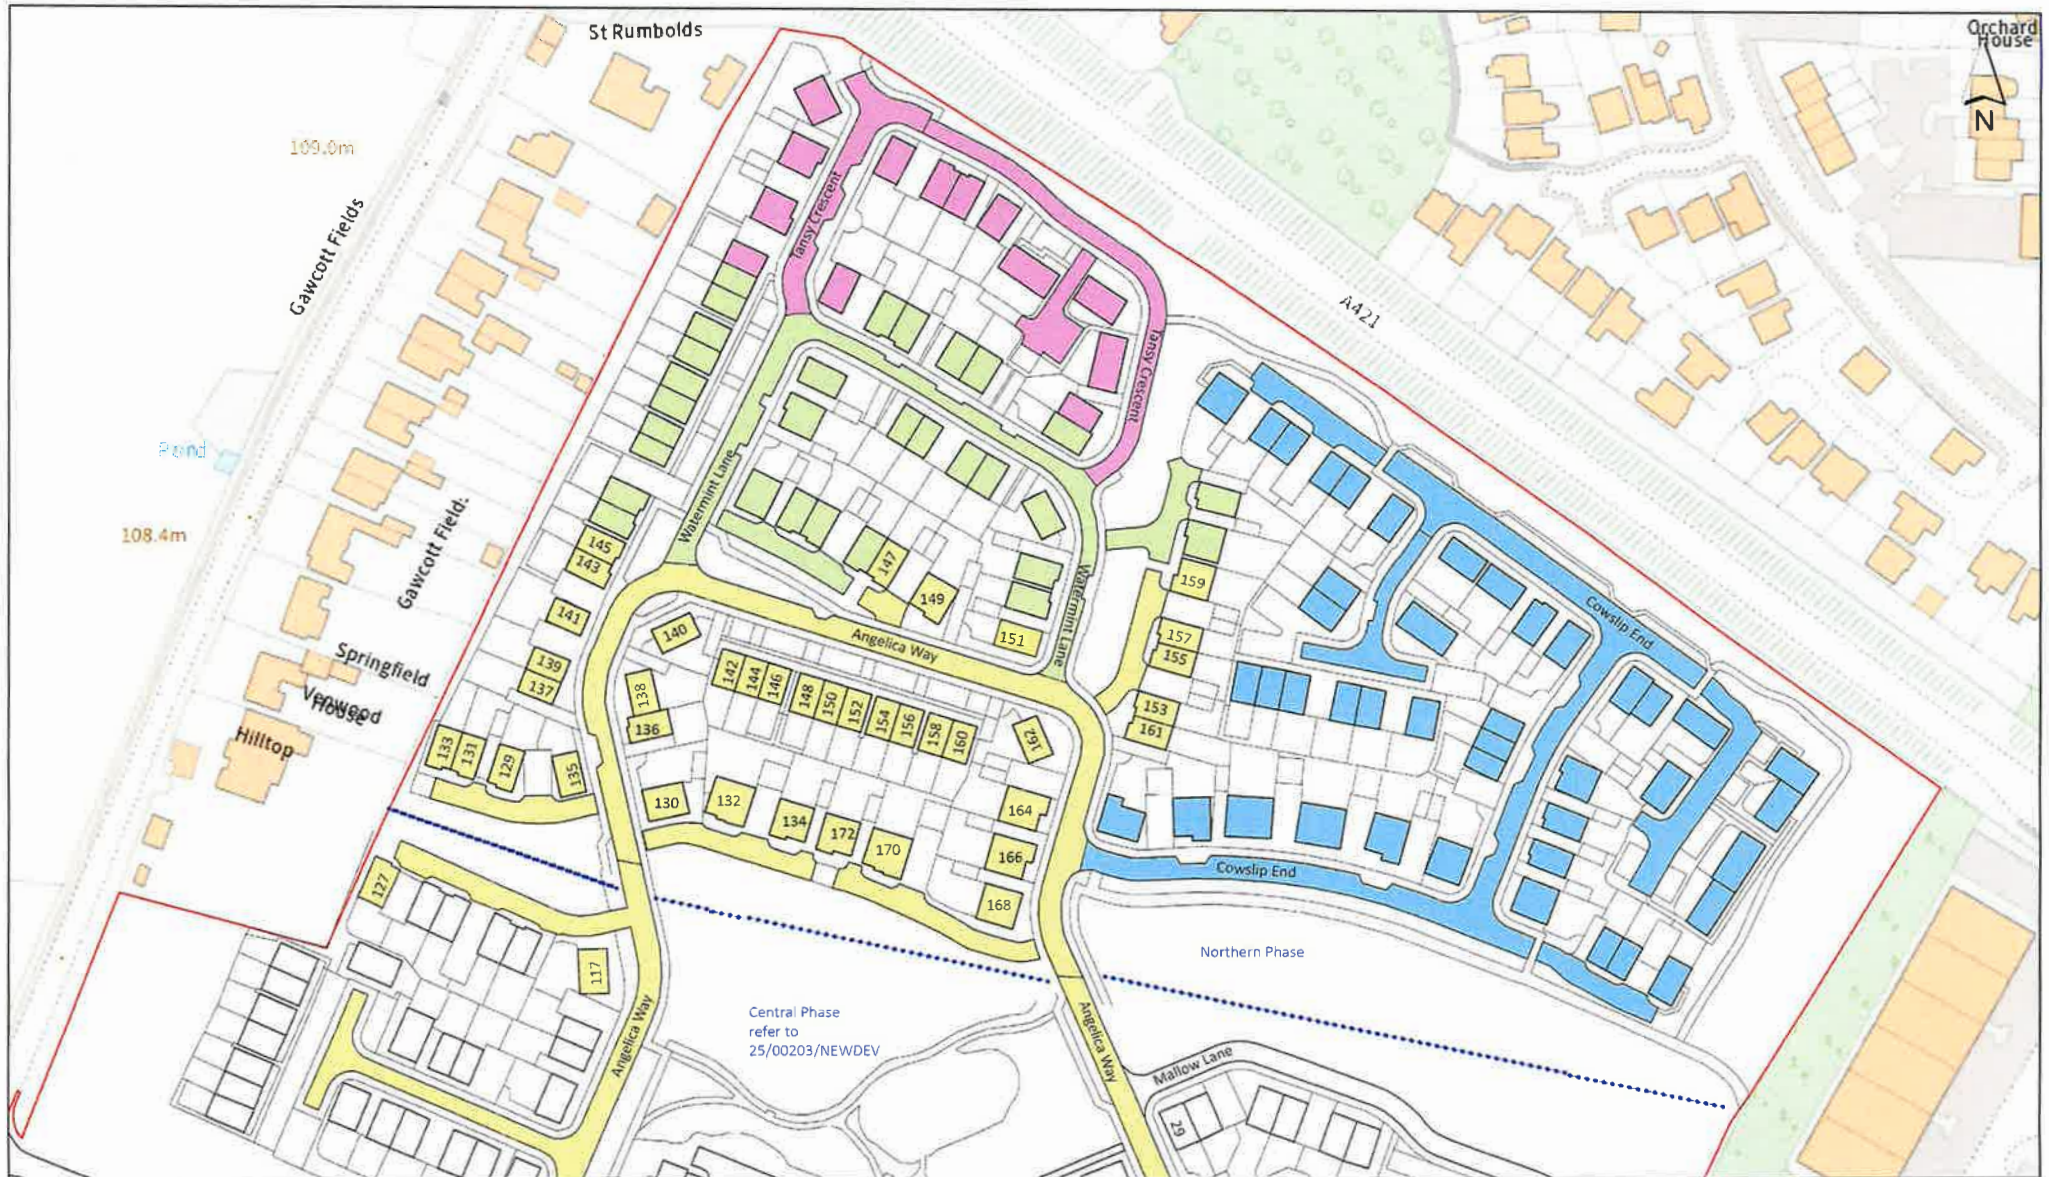 St Rumbolds
Orchard
House
N
109.0m
Gawcott Fields
Tansy Crescent
A421
Tansy Crescent
Pond
108.4m
Gawcott Field:
Watermint Lane
145
143
147
149
159
141
140
151
Watermint Lane
Angelica Way
157
155
Cowslip End
Springfield
Venwood
House
Hilltop
139
137
138
136
142
144
146
148
150
152
154
156
158
160
162
153
161
133
131
129
135
130
132
134
172
170
164
166
168
Cowslip End
127
117
Northern Phase
Central Phase
refer to
25/00203/NEWDEV
Angelica Way
Angelica Way
Mallow Lane
29